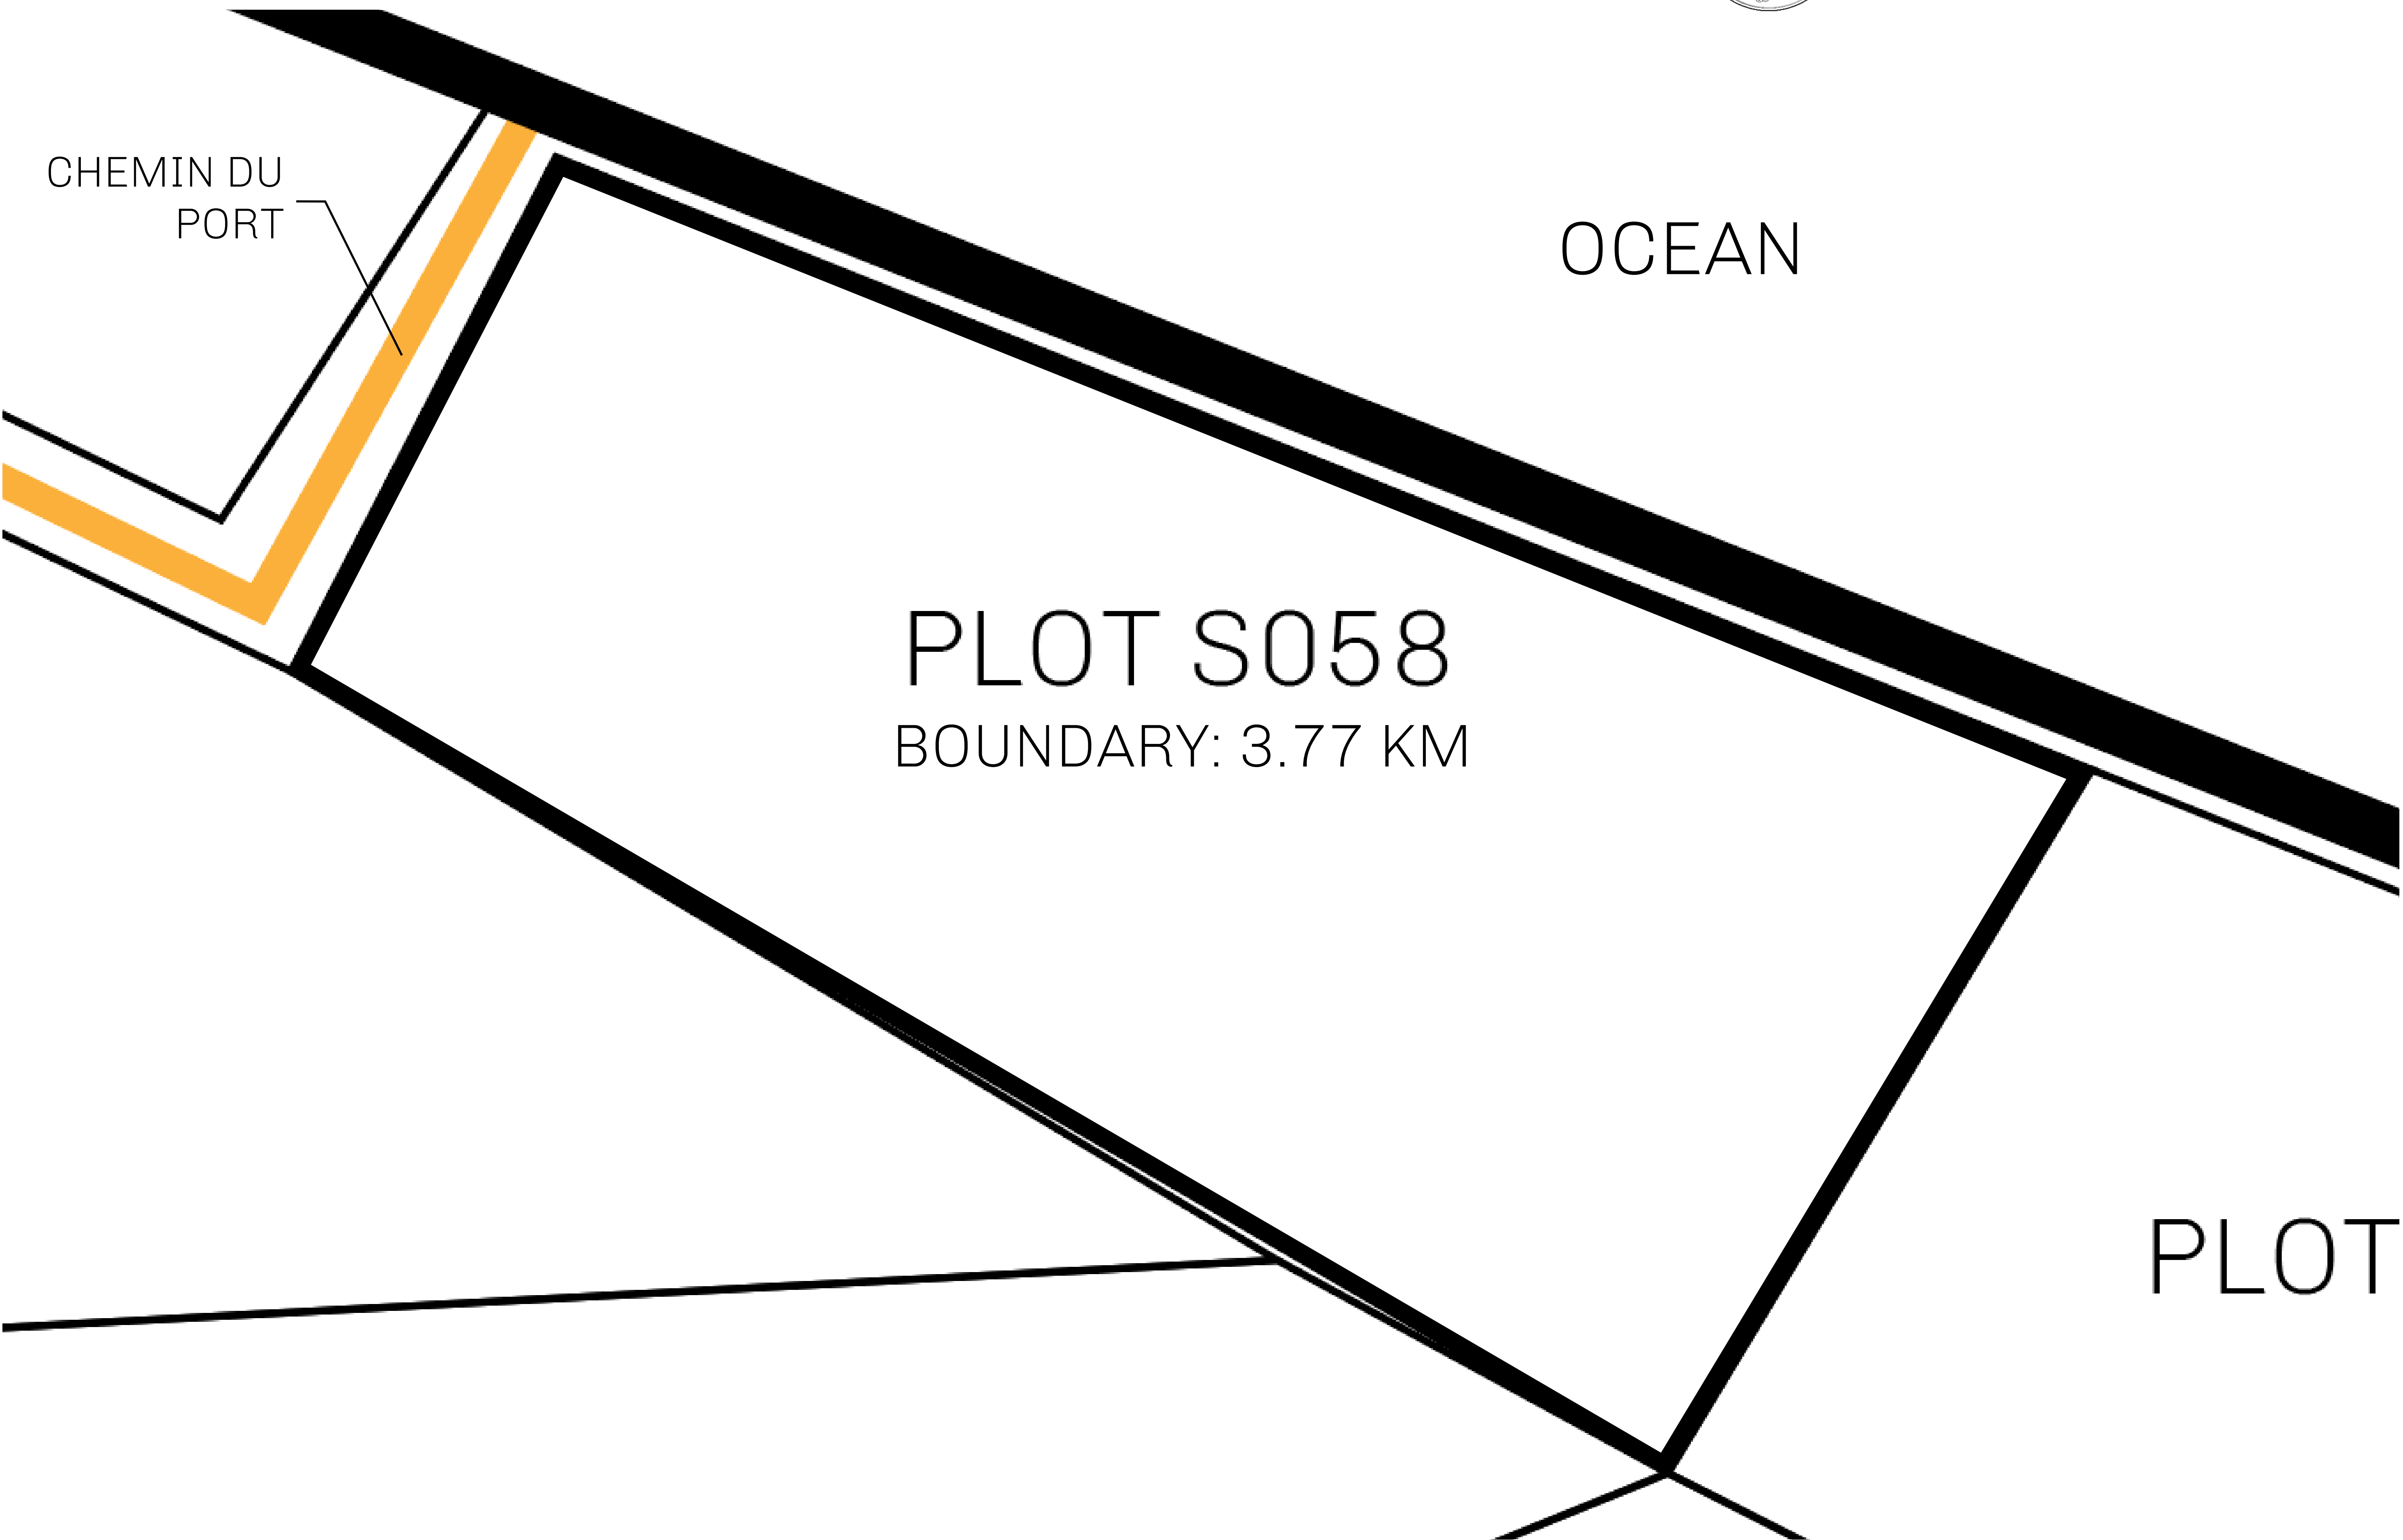 CHEMIN DU
PORT
OCEAN
PLOT S058
BOUNDARY: 3.77 KM
PLOT